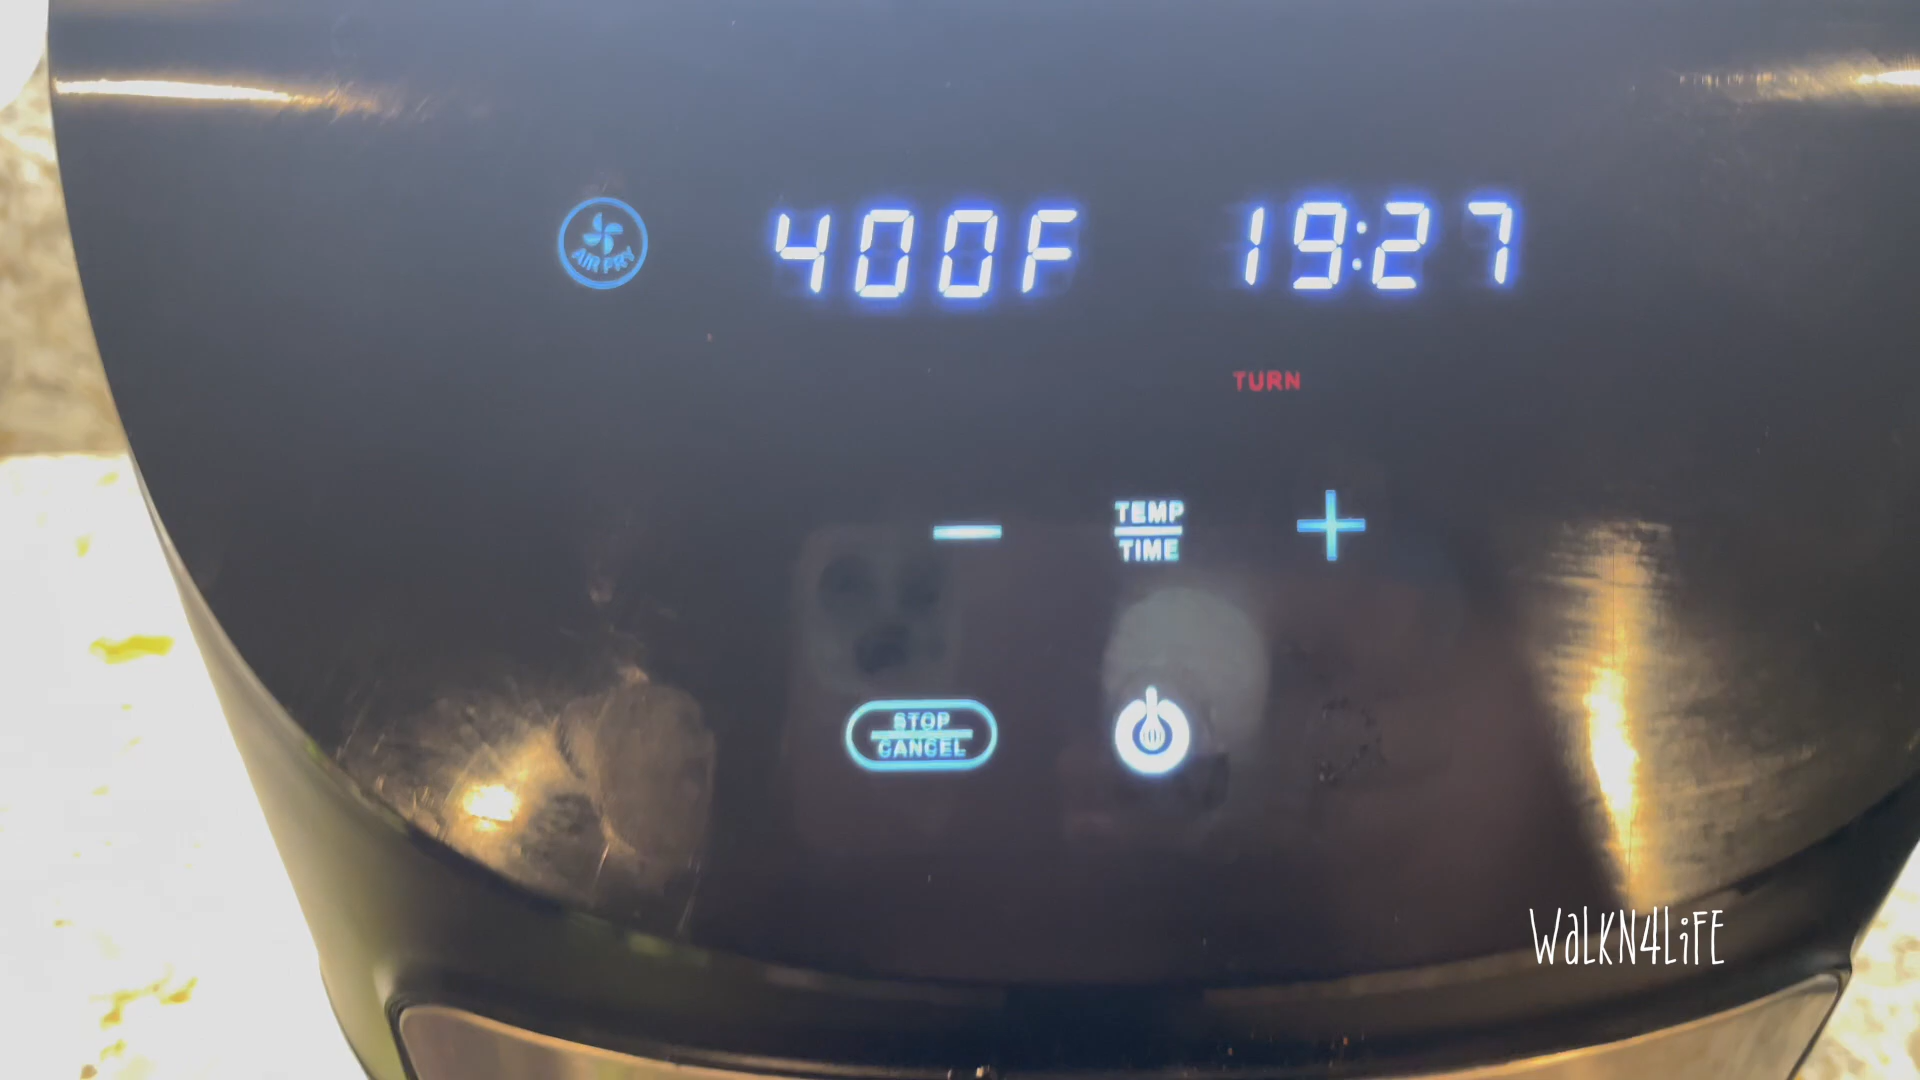 AIR FRY
400F
19:27
TURN
TEMP
TIME
STOP
CANCEL
WalKN4LiFE